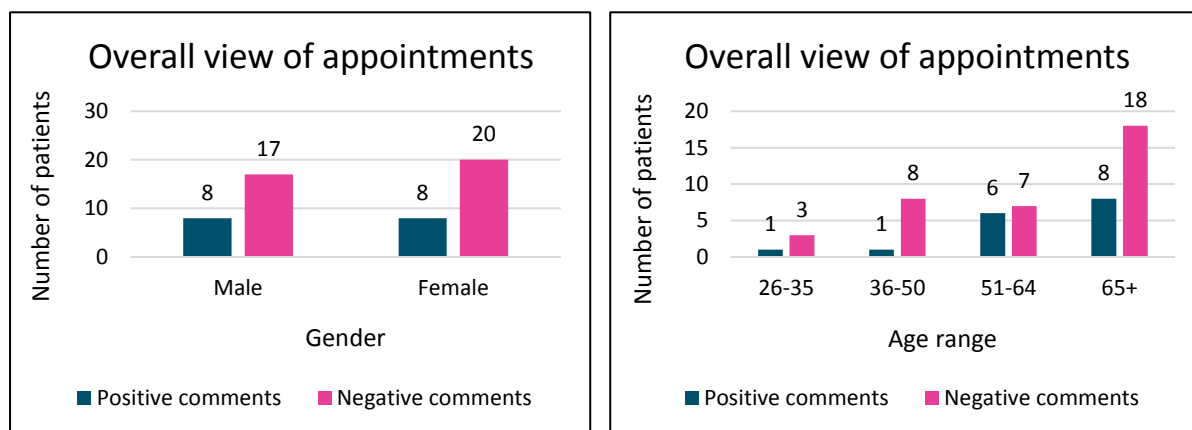 Overall view of appointments
Number of patients
30
20
10
0
8
17
8
20
Male Female
Gender
Positive comments Negative comments
Overall view of appointments
Number of patients
20
15
10
5
0
1
3
1
8
6
7
8
18
26-35 36-50 51-64 65+
Age range
Positive comments Negative comments